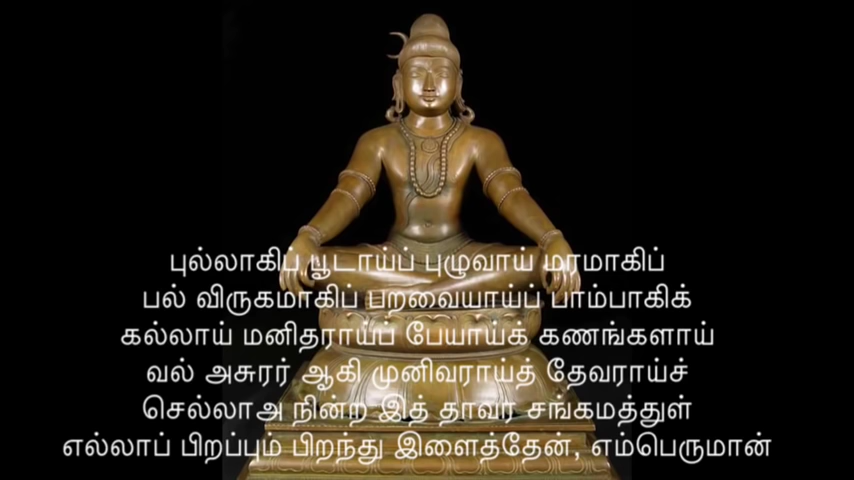 புல்லாகிப் பூடாய்ப் புழுவாய் மரமாகிப்
பல் விருகமாகிப் பறவையாய்ப் பாம்பாகிக்
கல்லாய் மனிதராய்ப் பேயாய்க் கணங்களாய்
வல் அசுரர் ஆகி முனிவராய்த் தேவராய்ச்
செல்லாஅ நின்ற இத் தாவர சங்கமத்துள்
எல்லாப் பிறப்பும் பிறந்து இளைத்தேன், எம்பெருமான்